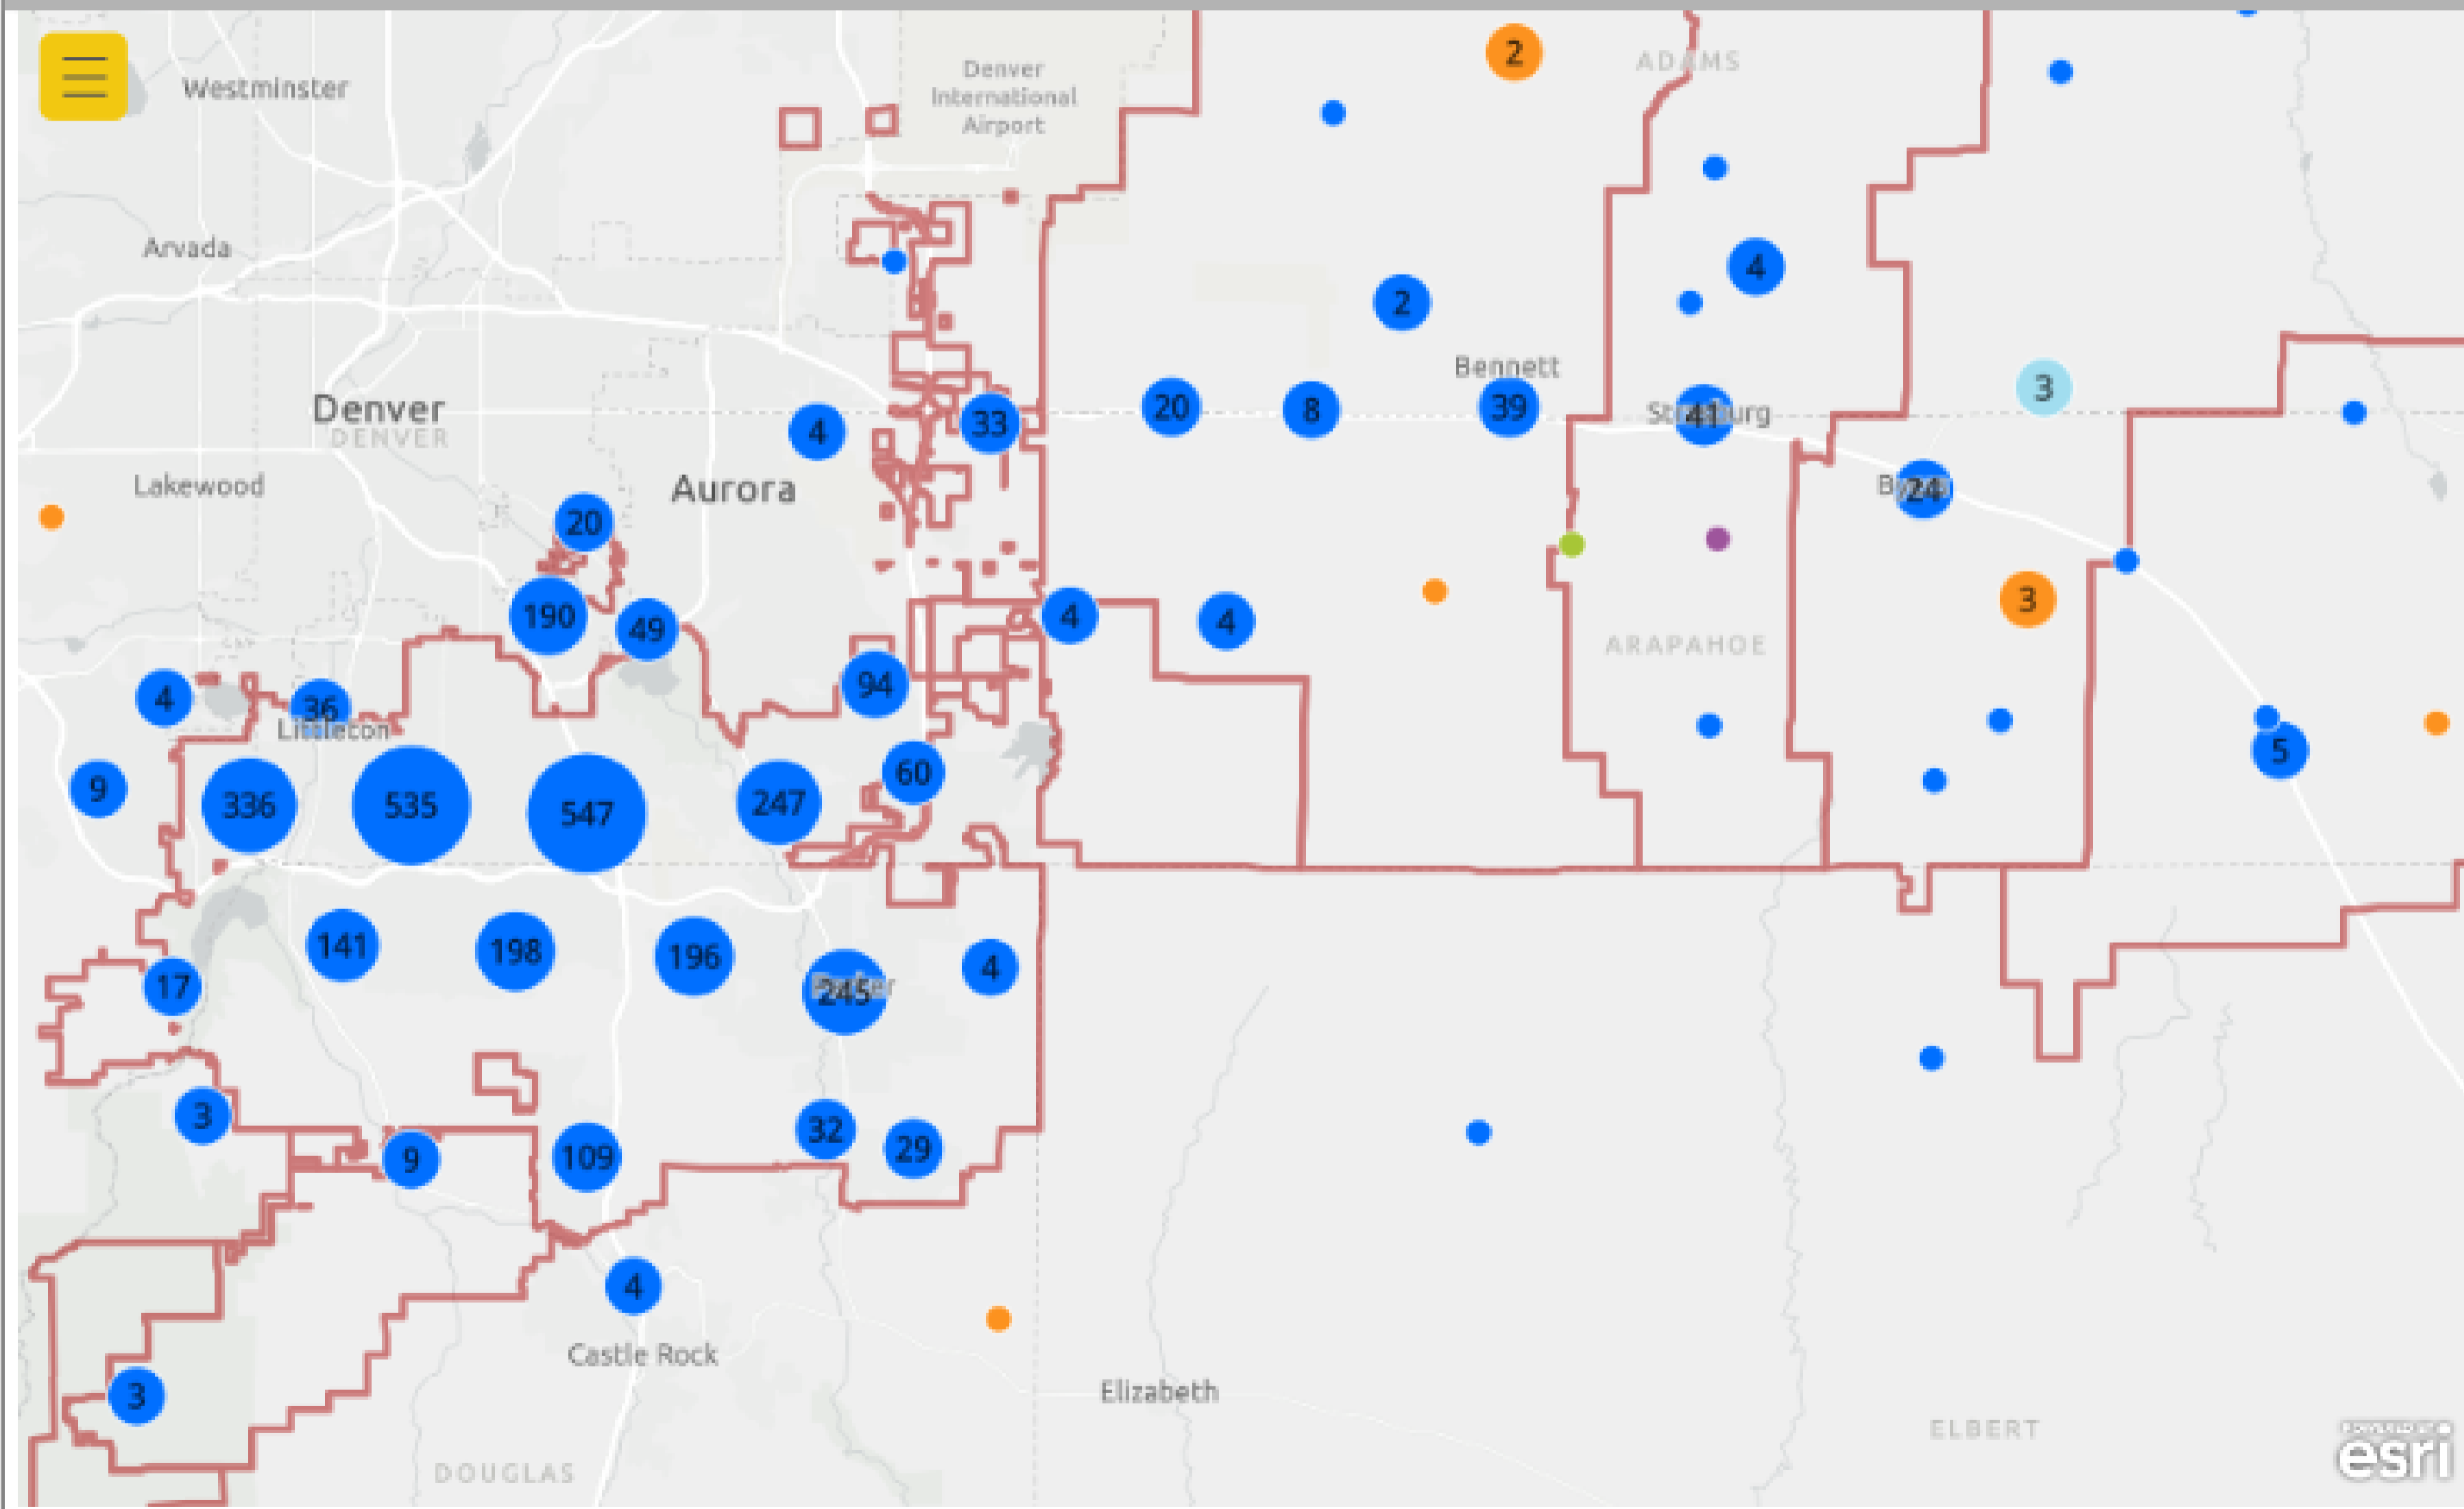 2
ADAMS
Denver
International
Airport
Westminster
Arvada
4
2
Bennett
Denver
DENVER
4
33
20
8
39
41
3
Lakewood
Aurora
24
20
190
49
4
4
3
ARAPAHOE
4
36
94
9
336
535
547
247
60
5
141
198
196
245
4
17
3
9
109
32
29
4
Castle Rock
3
Elizabeth
ELBERT
DOUGLAS
esri